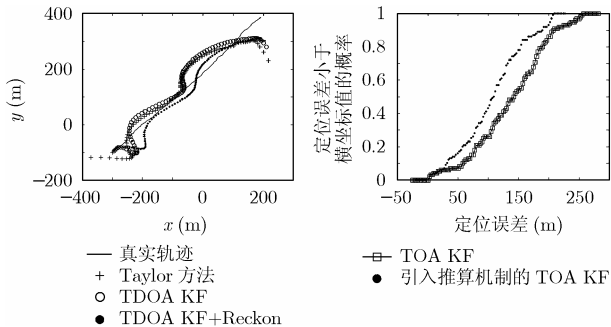 400
200
0
−200
y (m)
−400
−200
0
200
400
x (m)
真实轨迹
Taylor 方法
TDOA KF
TDOA KF+Reckon
1
0.8
0.6
0.4
0.2
0
定位误差小于
横坐标值的概率
−50
50
150
250
定位误差 (m)
TOA KF
引入推算机制的 TOA KF